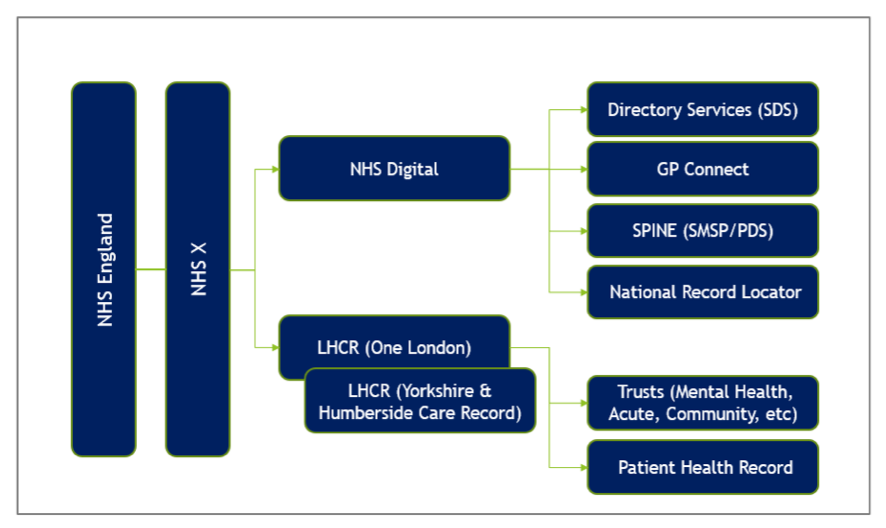 NHS England
NHS X
NHS Digital
LHCR (One London)
LHCR (Yorkshire &
Humberside Care Record)
Directory Services (SDS)
GP Connect
SPINE (SMSP/PDS)
National Record Locator
Trusts (Mental Health,
Acute, Community, etc)
Patient Health Record